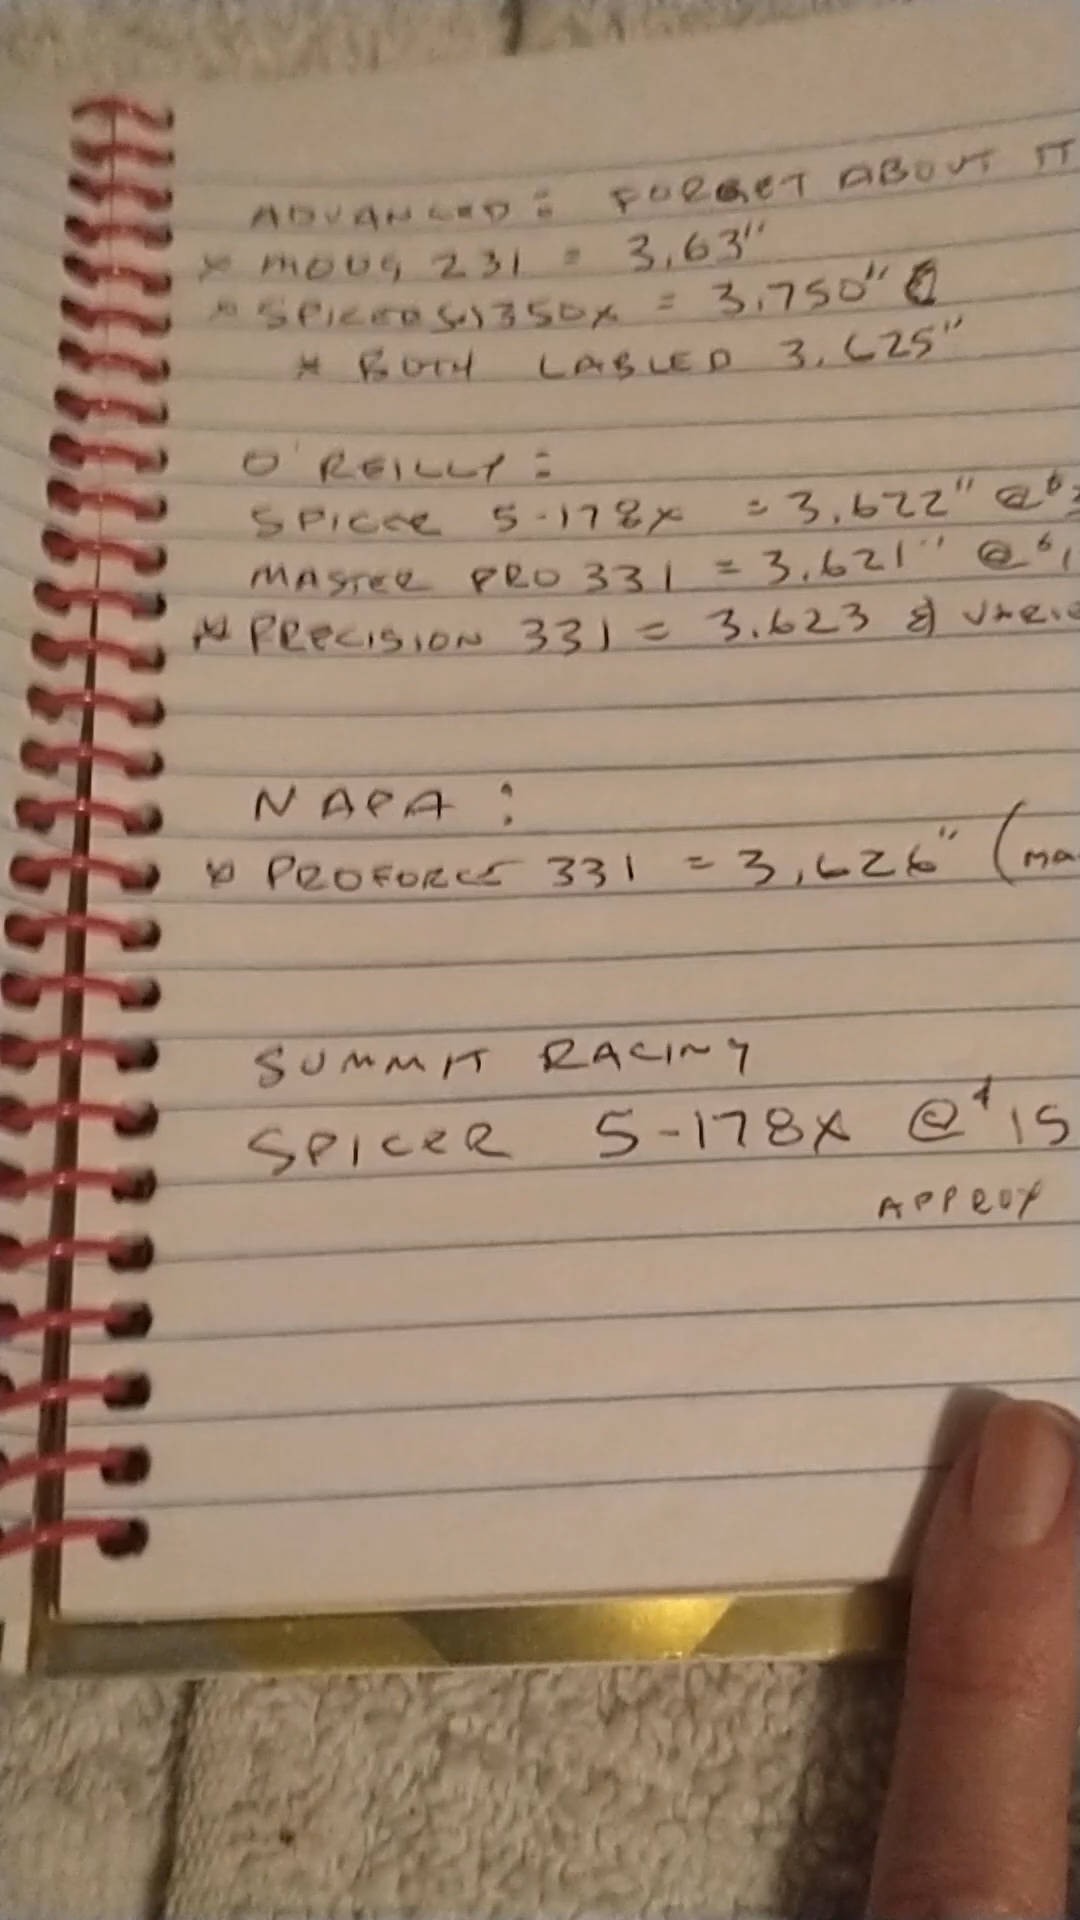 ADVANCED: FORGET ABOUT IT
* MOOG 231 = 3.63"
* SPICER 5-1350X = 3.750"
* BOTH LABLED 3.625"
O'REILLY:
SPICER 5-178X = 3.622" @ $
MASTER PRO 331 = 3.621" @ $1
* PRECISION 331 = 3.623 &
NAPA:
* PROFORCE 331 = 3.626" (
SUMMIT RACING
SPICER 5-178X @ $15
APPROX